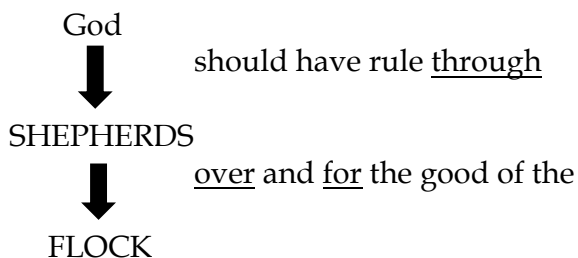 God
should have rule through
SHEPHERDS
over and for the good of the
FLOCK